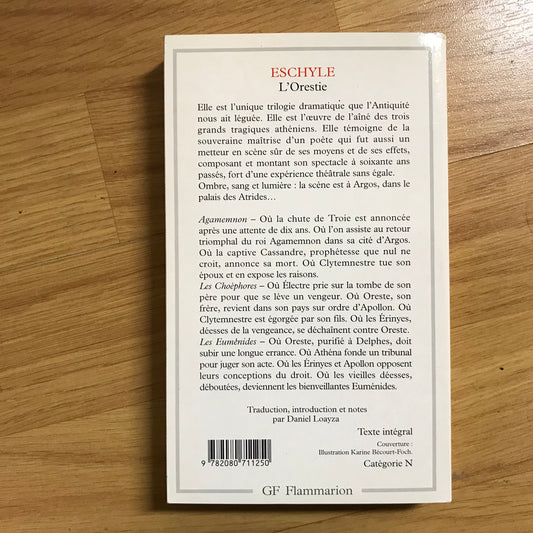 ESCHYLE
L'Orestie
Elle est l'unique trilogie dramatique que l'Antiquité
nous ait léguée. Elle est l'œuvre de l'aîné des trois
grands tragiques athéniens. Elle témoigne de la
souveraine maîtrise d'un poète qui fut aussi un
metteur en scène sûr de ses moyens et de ses effets,
composant et montant son spectacle à soixante ans
passés, fort d'une expérience théâtrale sans égale.
Ombre, sang et lumière : la scène est à Argos, dans le
palais des Atrides…
Agamemnon – Où la chute de Troie est annoncée
après une attente de dix ans. Où l'on assiste au retour
triomphal du roi Agamemnon dans sa cité d'Argos.
Où la captive Cassandre, prophétesse que nul ne
croit, annonce sa mort. Où Clytemnestre tue son
époux et en expose les raisons.
Les Choéphores – Où Électre prie sur la tombe de son
père pour que se lève un vengeur. Où Oreste, son
frère, revient dans son pays sur ordre d'Apollon. Où
Clytemnestre est égorgée par son fils. Où les Érinyes,
déesses de la vengeance, se déchaînent contre Oreste.
Les Euménides – Où Oreste, purifié à Delphes, doit
subir une longue errance. Où Athéna fonde un tribunal
pour juger son acte. Où les Érinyes et Apollon opposent
leurs conceptions du droit. Où les vieilles déesses,
déboutées, deviennent les bienveillantes Euménides.
Traduction, introduction et notes
par Daniel Loayza
Texte intégral
Couverture :
Illustration Karine Bécourt-Foch.
Catégorie N
9 782080 711250
GF Flammarion